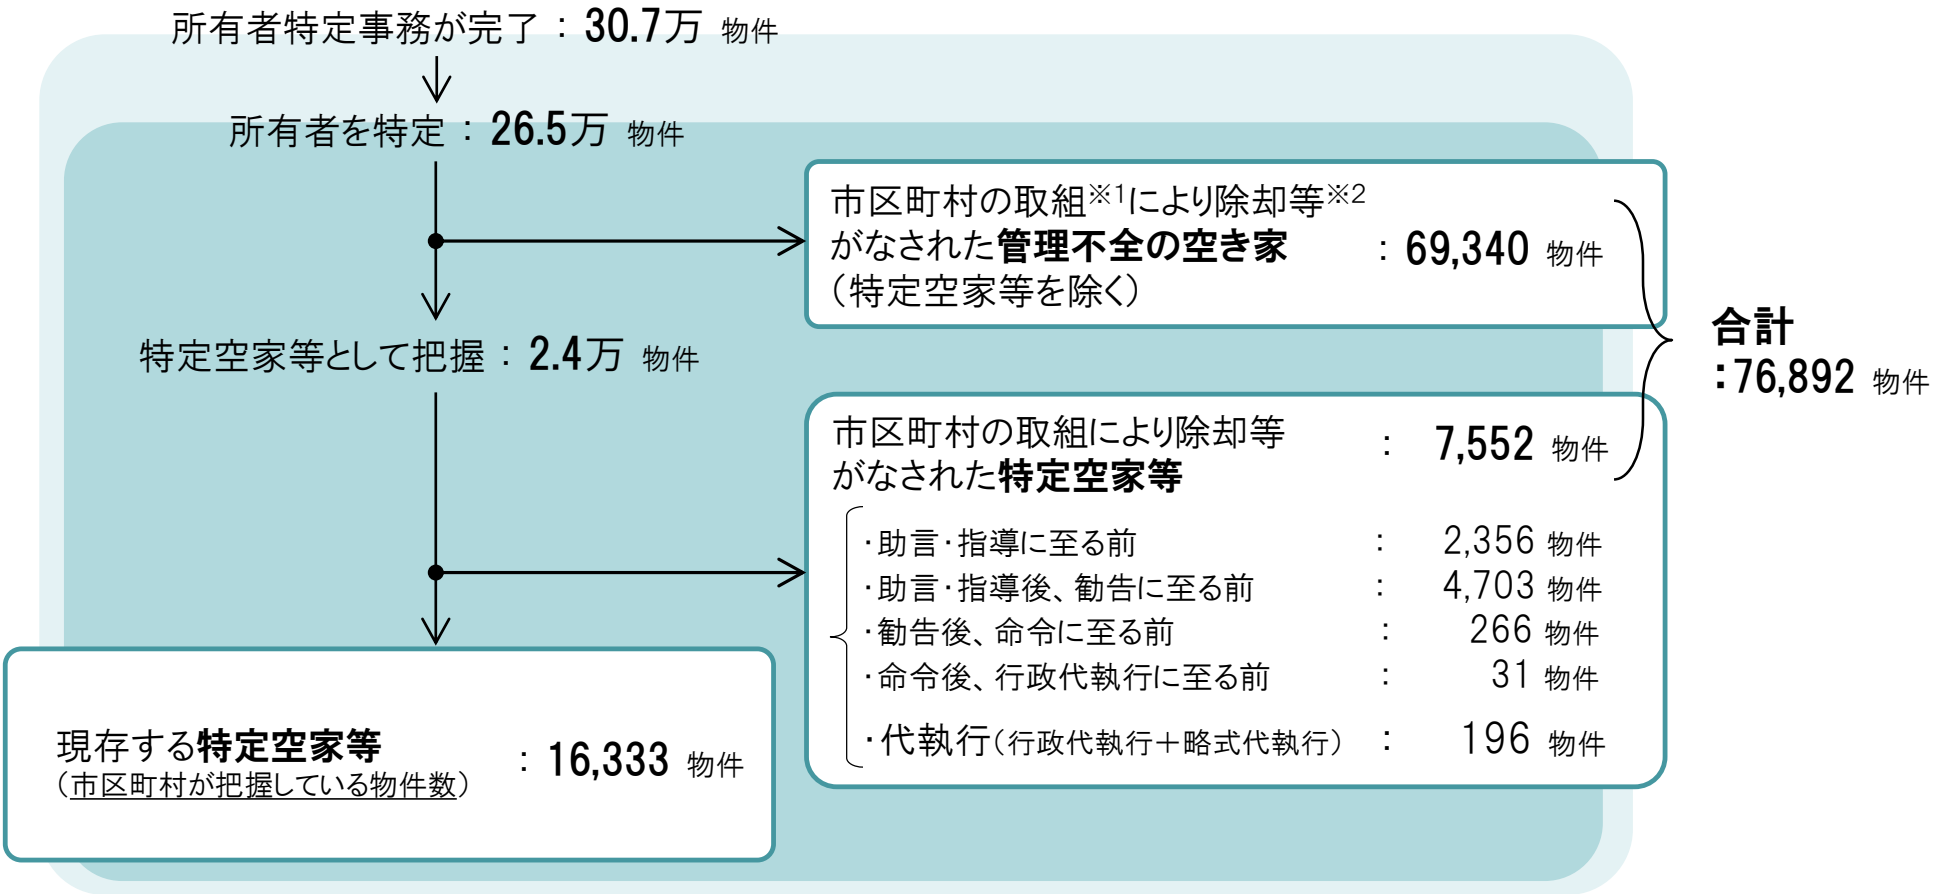 所有者特定事務が完了 : 30.7万 物件
所有者を特定 : 26.5万 物件
市区町村の取組※1により除却等※2
がなされた管理不全の空き家 : 69,340 物件
(特定空家等を除く)
特定空家等として把握 : 2.4万 物件
合計
:76,892 物件
市区町村の取組により除却等
がなされた特定空家等 : 7,552 物件
・助言・指導に至る前 : 2,356 物件
・助言・指導後、勧告に至る前 : 4,703 物件
・勧告後、命令に至る前 : 266 物件
・命令後、行政代執行に至る前 : 31 物件
・代執行(行政代執行+略式代執行) : 196 物件
現存する特定空家等 : 16,333 物件
(市区町村が把握している物件数)